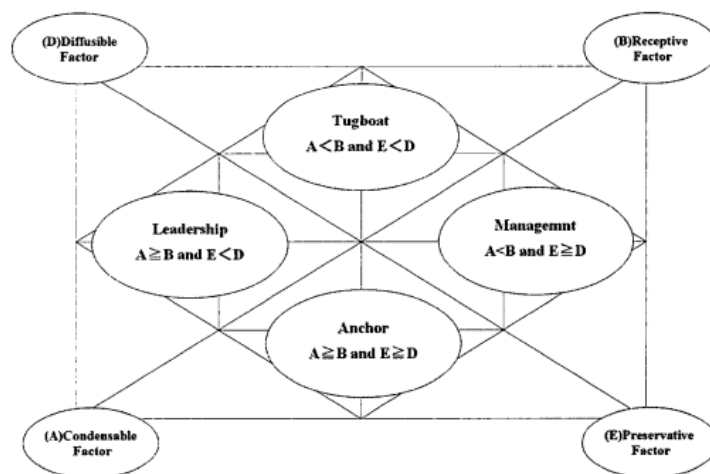 (D)Diffusible
Factor
(B)Receptive
Factor
Tugboat
A<B and E<D
Leadership
A≧B and E<D
Managemnt
A<B and E≧D
Anchor
A≧B and E≧D
(A)Condensable
Factor
(E)Preservative
Factor